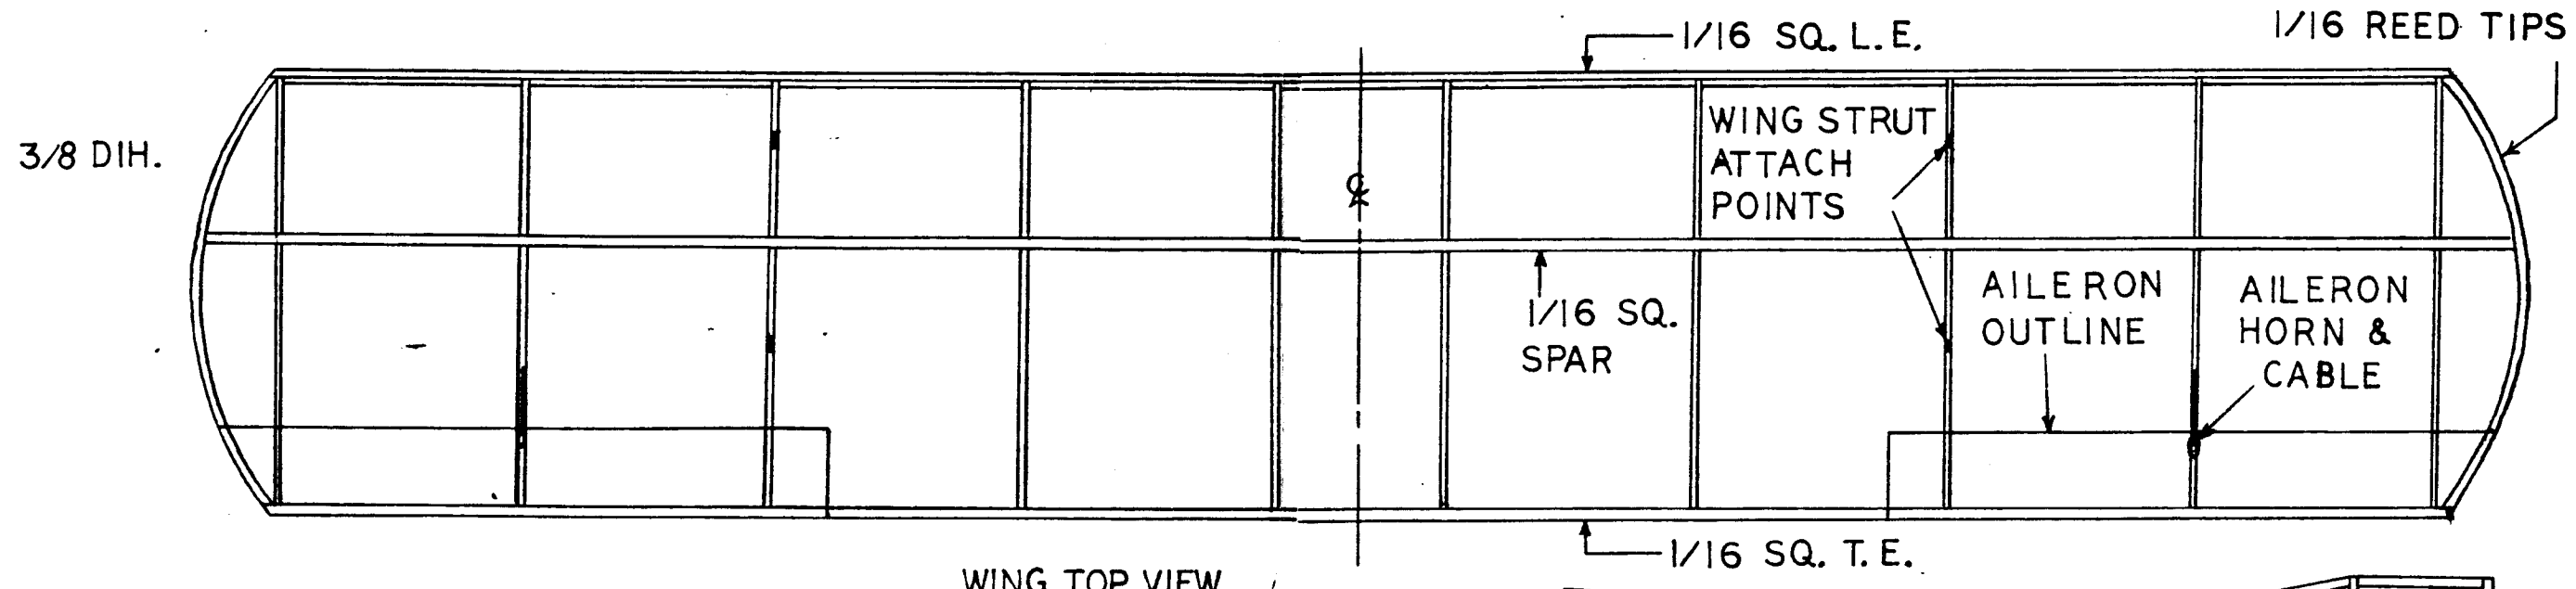 1/16 REED TIPS
1/16 SQ. L.E.
3/8 DIH.
WING STRUT
ATTACH
POINTS
℄
1/16 SQ.
SPAR
AILERON
OUTLINE
AILERON
HORN &
CABLE
1/16 SQ. T.E.
WING TOP VIEW